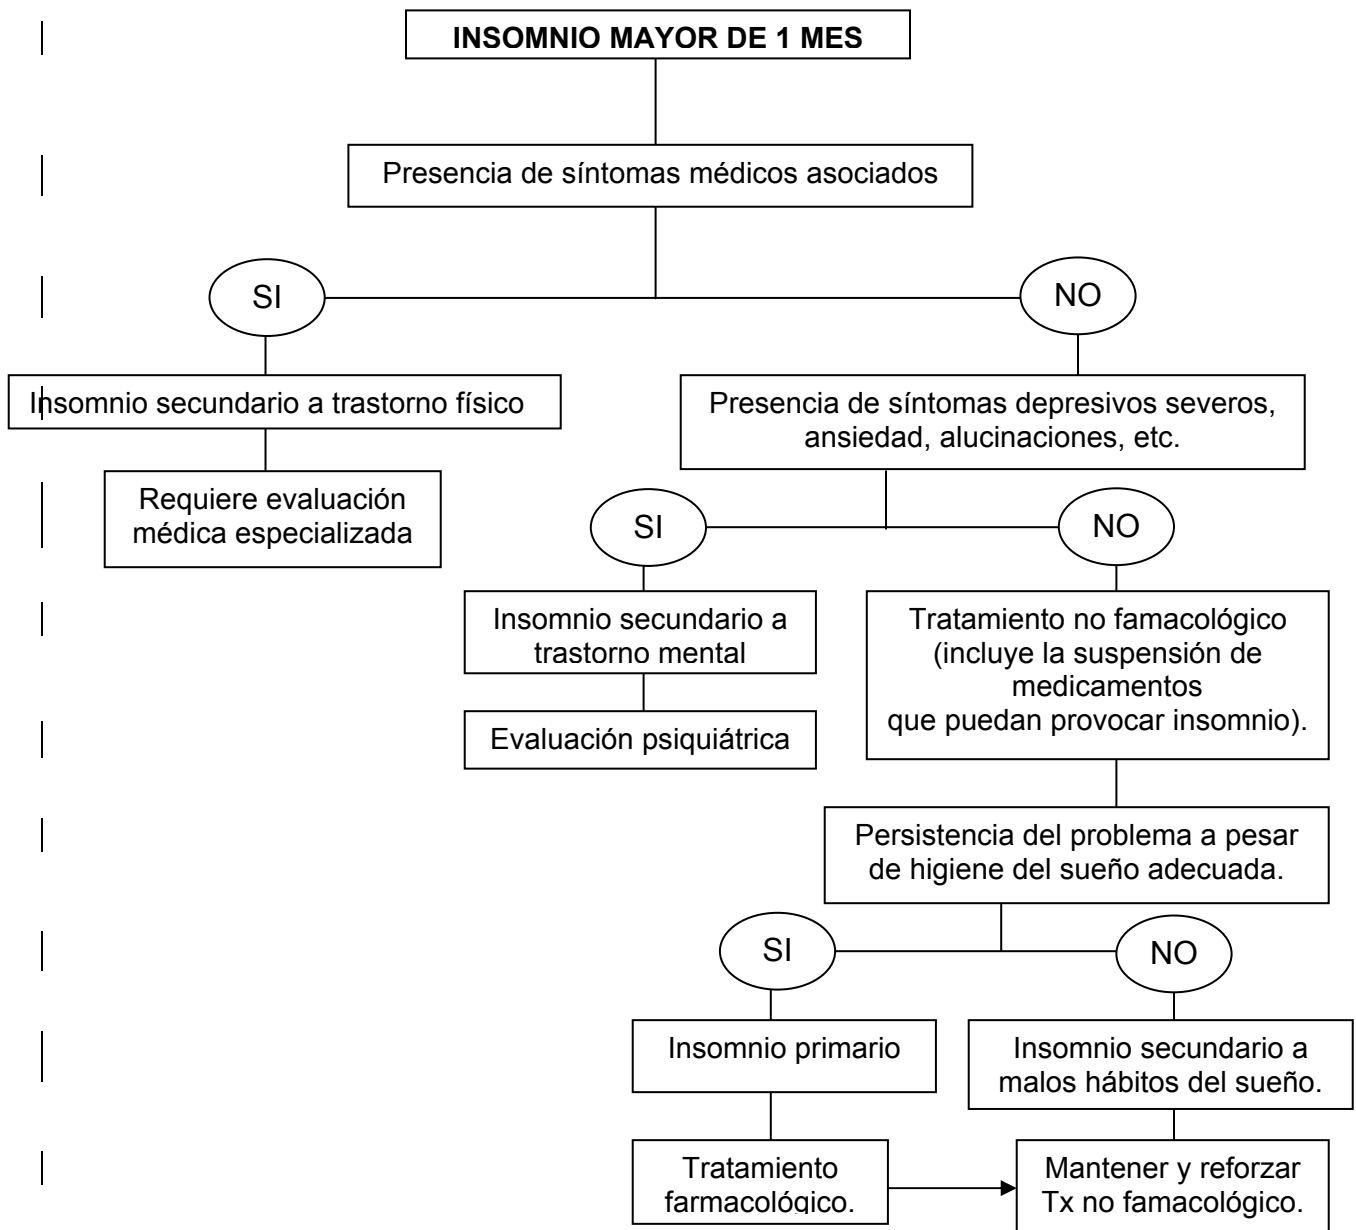 INSOMNIO MAYOR DE 1 MES
Presencia de síntomas médicos asociados
SI
NO
Insomnio secundario a trastorno físico
Presencia de síntomas depresivos severos,
ansiedad, alucinaciones, etc.
Requiere evaluación
médica especializada
SI
NO
Insomnio secundario a
trastorno mental
Tratamiento no famacológico
(incluye la suspensión de
medicamentos
que puedan provocar insomnio).
Evaluación psiquiátrica
Persistencia del problema a pesar
de higiene del sueño adecuada.
SI
NO
Insomnio primario
Insomnio secundario a
malos hábitos del sueño.
Tratamiento
farmacológico.
Mantener y reforzar
Tx no famacológico.